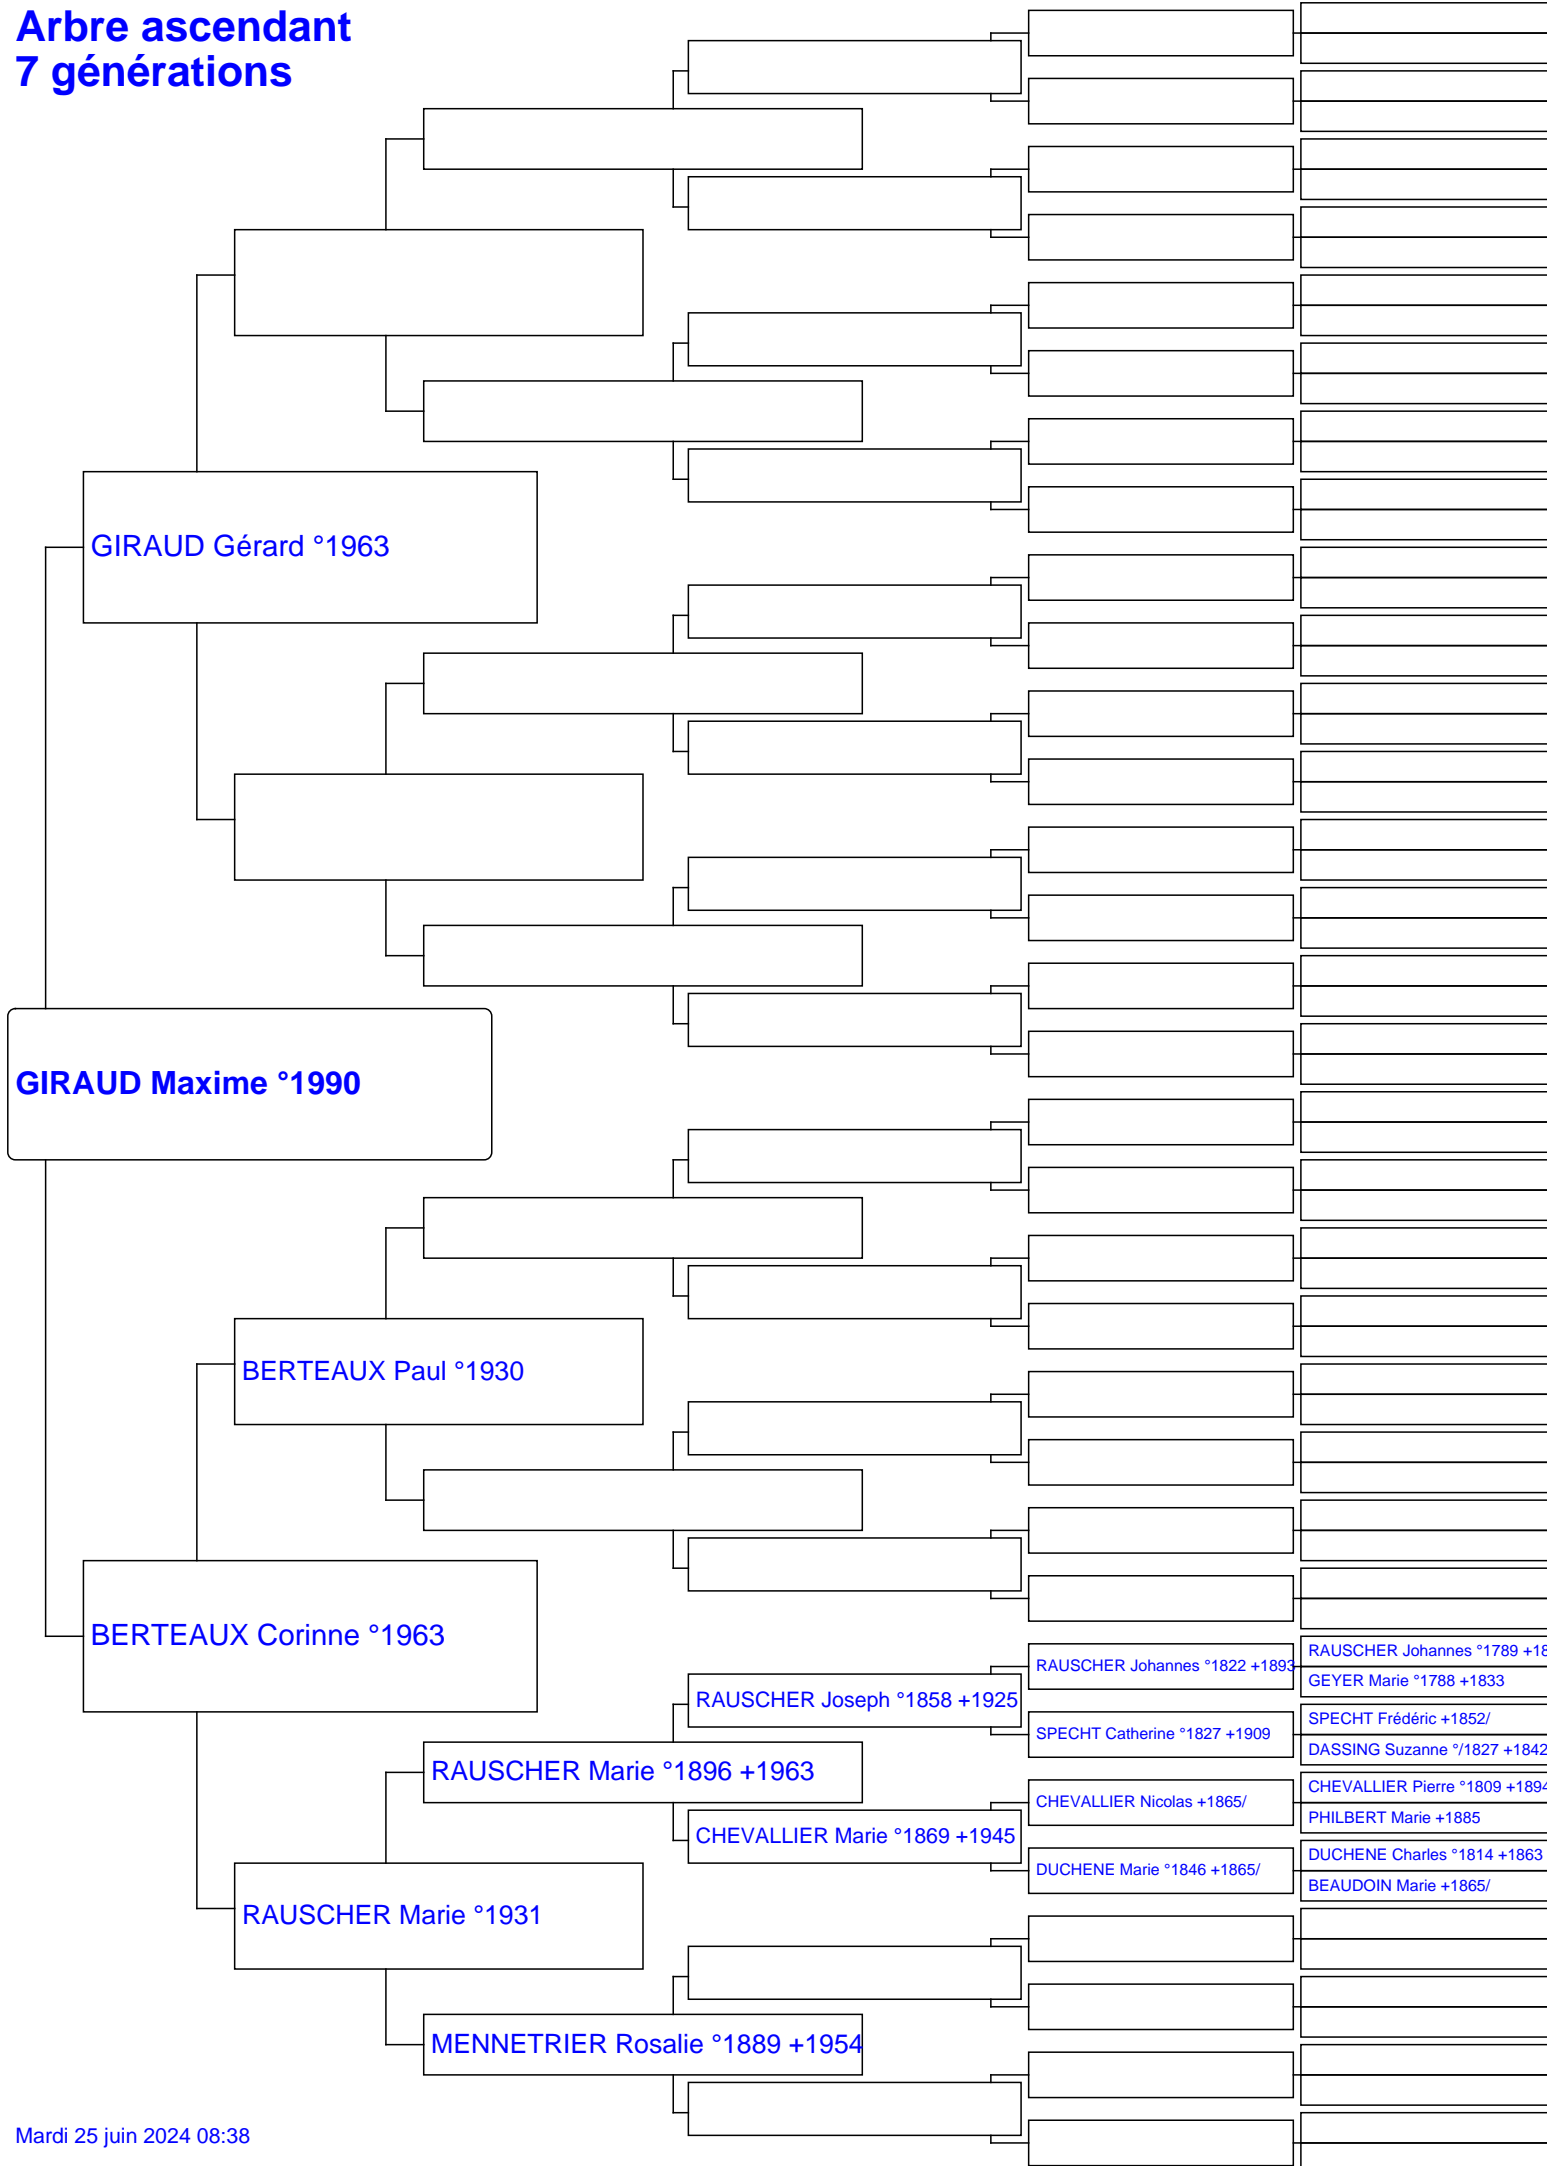 Arbre ascendant
7 générations
GIRAUD Gérard °1963
GIRAUD Maxime °1990
BERTEAUX Paul °1930
BERTEAUX Corinne °1963
RAUSCHER Johannes °1789 +18
RAUSCHER Johannes °1822 +1893
GEYER Marie °1788 +1833
RAUSCHER Joseph °1858 +1925
SPECHT Frédéric +1852/
SPECHT Catherine °1827 +1909
DASSING Suzanne °/1827 +1842
RAUSCHER Marie °1896 +1963
CHEVALLIER Pierre °1809 +1894
CHEVALLIER Nicolas +1865/
PHILBERT Marie +1885
CHEVALLIER Marie °1869 +1945
DUCHENE Charles °1814 +1863
DUCHENE Marie °1846 +1865/
BEAUDOIN Marie +1865/
RAUSCHER Marie °1931
MENNETRIER Rosalie °1889 +1954
Mardi 25 juin 2024 08:38